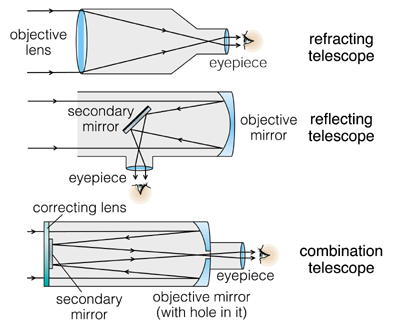 objective
lens
eyepiece
refracting
telescope
secondary
mirror
objective
mirror
reflecting
telescope
eyepiece
correcting lens
eyepiece
combination
telescope
secondary
mirror
objective mirror
(with hole in it)